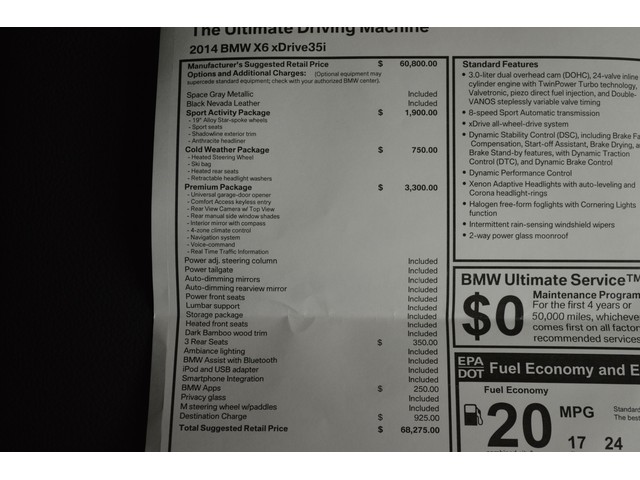 The Ultimate Driving Machine
2014 BMW X6 xDrive35i
Manufacturer's Suggested Retail Price $ 60,800.00
Options and Additional Charges: (Optional equipment may
supercede standard equipment; check with your authorized BMW center).
Space Gray Metallic Included
Black Nevada Leather Included
Sport Activity Package $ 1,900.00
- 19" Alloy Star-spoke wheels
- Sport seats
- Shadowline exterior trim
- Anthracite headliner
Cold Weather Package $ 750.00
- Heated Steering Wheel
- Ski bag
- Heated rear seats
- Retractable headlight washers
Premium Package $ 3,300.00
- Universal garage-door opener
- Comfort Access keyless entry
- Rear View Camera w/ Top View
- Rear manual side window shades
- Interior mirror with compass
- 4-zone climate control
- Navigation system
- Voice-command
- Real Time Traffic Information
Power adj. steering column Included
Power tailgate Included
Auto-dimming mirrors Included
Auto-dimming rearview mirror Included
Power front seats Included
Lumbar support Included
Storage package Included
Heated front seats Included
Dark Bamboo wood trim Included
3 Rear Seats $ 350.00
Ambiance lighting Included
BMW Assist with Bluetooth Included
iPod and USB adapter Included
Smartphone Integration Included
BMW Apps $ 250.00
Privacy glass Included
M steering wheel w/paddles Included
Destination Charge $ 925.00
Total Suggested Retail Price $ 68,275.00
Standard Features
• 3.0-liter dual overhead cam (DOHC), 24-valve inline
cylinder engine with TwinPower Turbo technology,
Valvetronic, piezo direct fuel injection, and Double-
VANOS steplessly variable valve timing
• 8-speed Sport Automatic transmission
• xDrive all-wheel-drive system
• Dynamic Stability Control (DSC), including Brake Fa
Compensation, Start-off Assistant, Brake Drying, a
Brake Stand-by features, with Dynamic Traction
Control (DTC), and Dynamic Brake Control
• Dynamic Performance Control
• Xenon Adaptive Headlights with auto-leveling and
Corona headlight-rings
• Halogen free-form foglights with Cornering Lights
function
• Intermittent rain-sensing windshield wipers
• 2-way power glass moonroof
BMW Ultimate Service™
$0
Maintenance Program
For the first 4 years or
50,000 miles, whicheve
comes first on all factor
recommended services
EPA
DOT Fuel Economy and E
Fuel Economy
20 MPG
Standard
The best
17 24